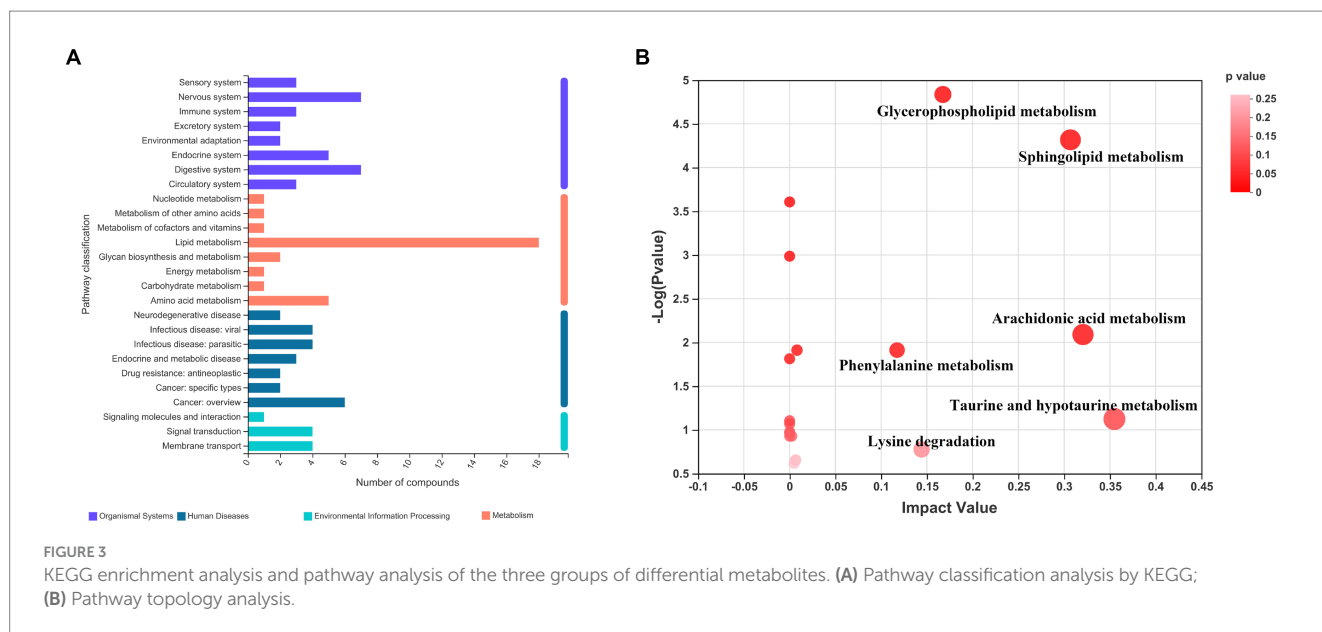 A
Sensory system
Nervous system
Immune system
Excretory system
Environmental adaptation
Endocrine system
Digestive system
Circulatory system
Nucleotide metabolism
Metabolism of other amino acids
Metabolism of cofactors and vitamins
Lipid metabolism
Glycan biosynthesis and metabolism
Energy metabolism
Carbohydrate metabolism
Amino acid metabolism
Neurodegenerative disease
Infectious disease: viral
Infectious disease: parasitic
Endocrine and metabolic disease
Drug resistance: antineoplastic
Cancer: specific types
Cancer: overview
Signaling molecules and interaction
Signal transduction
Membrane transport
Pathway classification
0 2 4 6 8 10 12 14 16 18
Number of compounds
Organismal Systems Human Diseases Environmental Information Processing Metabolism
B
5
4.5
4
3.5
3
2.5
2
1.5
1
0.5
-Log(Pvalue)
Glycerophospholipid metabolism
Sphingolipid metabolism
Arachidonic acid metabolism
Phenylalanine metabolism
Taurine and hypotaurine metabolism
Lysine degradation
-0.1 -0.05 0 0.05 0.1 0.15 0.2 0.25 0.3 0.35 0.4 0.45
Impact Value
p value
0.25
0.2
0.15
0.1
0.05
0
FIGURE 3
KEGG enrichment analysis and pathway analysis of the three groups of differential metabolites. (A) Pathway classification analysis by KEGG;
(B) Pathway topology analysis.